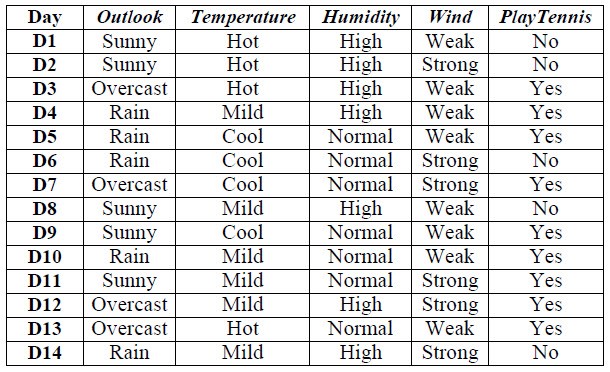 Day Outlook Temperature Humidity Wind PlayTennis
D1 Sunny Hot High Weak No
D2 Sunny Hot High Strong No
D3 Overcast Hot High Weak Yes
D4 Rain Mild High Weak Yes
D5 Rain Cool Normal Weak Yes
D6 Rain Cool Normal Strong No
D7 Overcast Cool Normal Strong Yes
D8 Sunny Mild High Weak No
D9 Sunny Cool Normal Weak Yes
D10 Rain Mild Normal Weak Yes
D11 Sunny Mild Normal Strong Yes
D12 Overcast Mild High Strong Yes
D13 Overcast Hot Normal Weak Yes
D14 Rain Mild High Strong No